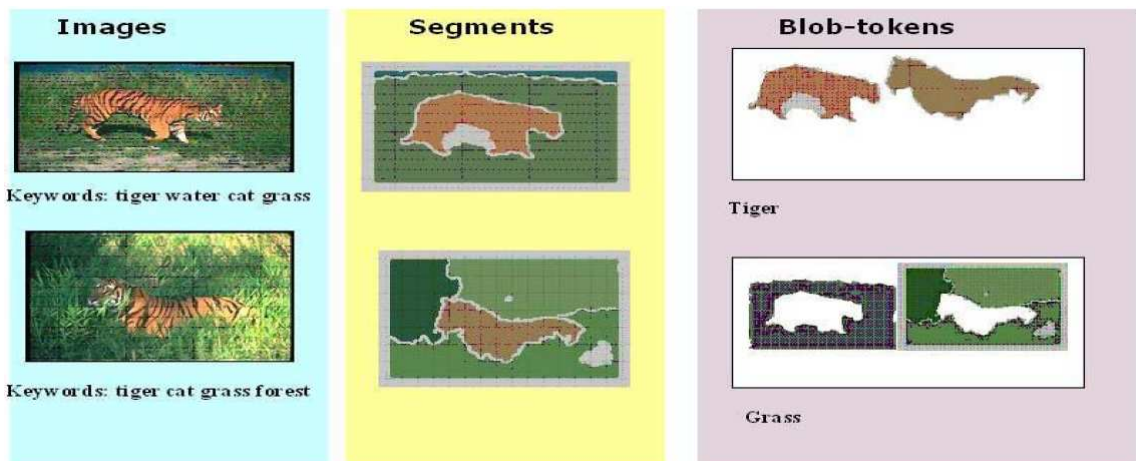 Images
Segments
Blob-tokens
Keywords: tiger water cat grass
Tiger
Keywords: tiger cat grass forest
Grass